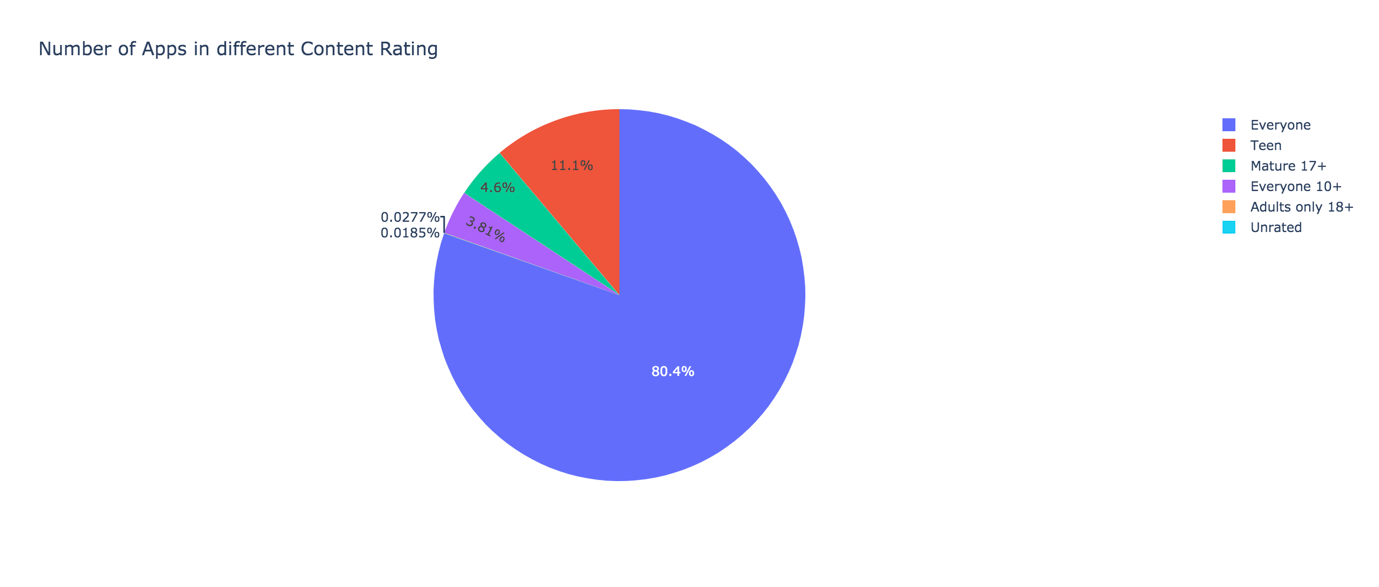 Number of Apps in different Content Rating
Everyone
Teen
Mature 17+
Everyone 10+
Adults only 18+
Unrated
11.1%
4.6%
3.81%
0.0277%
0.0185%
80.4%